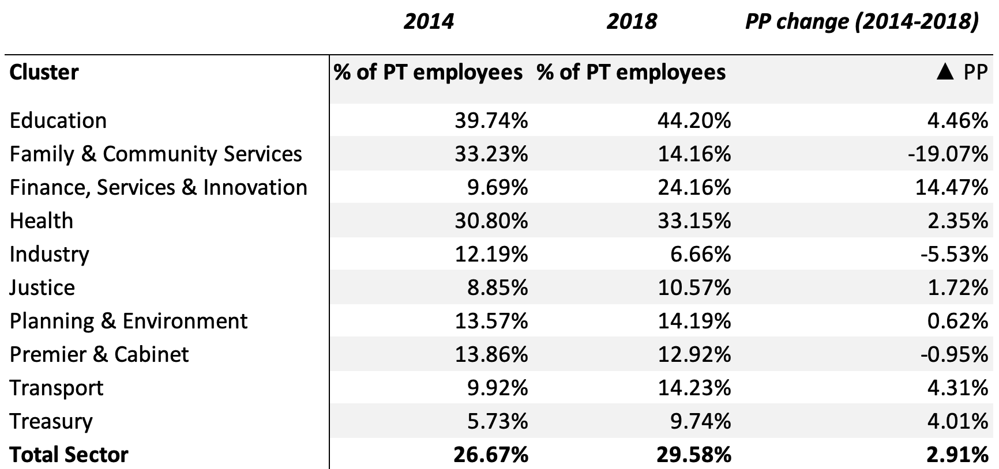 2014 2018 PP change (2014-2018)
Cluster % of PT employees % of PT employees ▲ PP
Education 39.74% 44.20% 4.46%
Family & Community Services 33.23% 14.16% -19.07%
Finance, Services & Innovation 9.69% 24.16% 14.47%
Health 30.80% 33.15% 2.35%
Industry 12.19% 6.66% -5.53%
Justice 8.85% 10.57% 1.72%
Planning & Environment 13.57% 14.19% 0.62%
Premier & Cabinet 13.86% 12.92% -0.95%
Transport 9.92% 14.23% 4.31%
Treasury 5.73% 9.74% 4.01%
Total Sector 26.67% 29.58% 2.91%